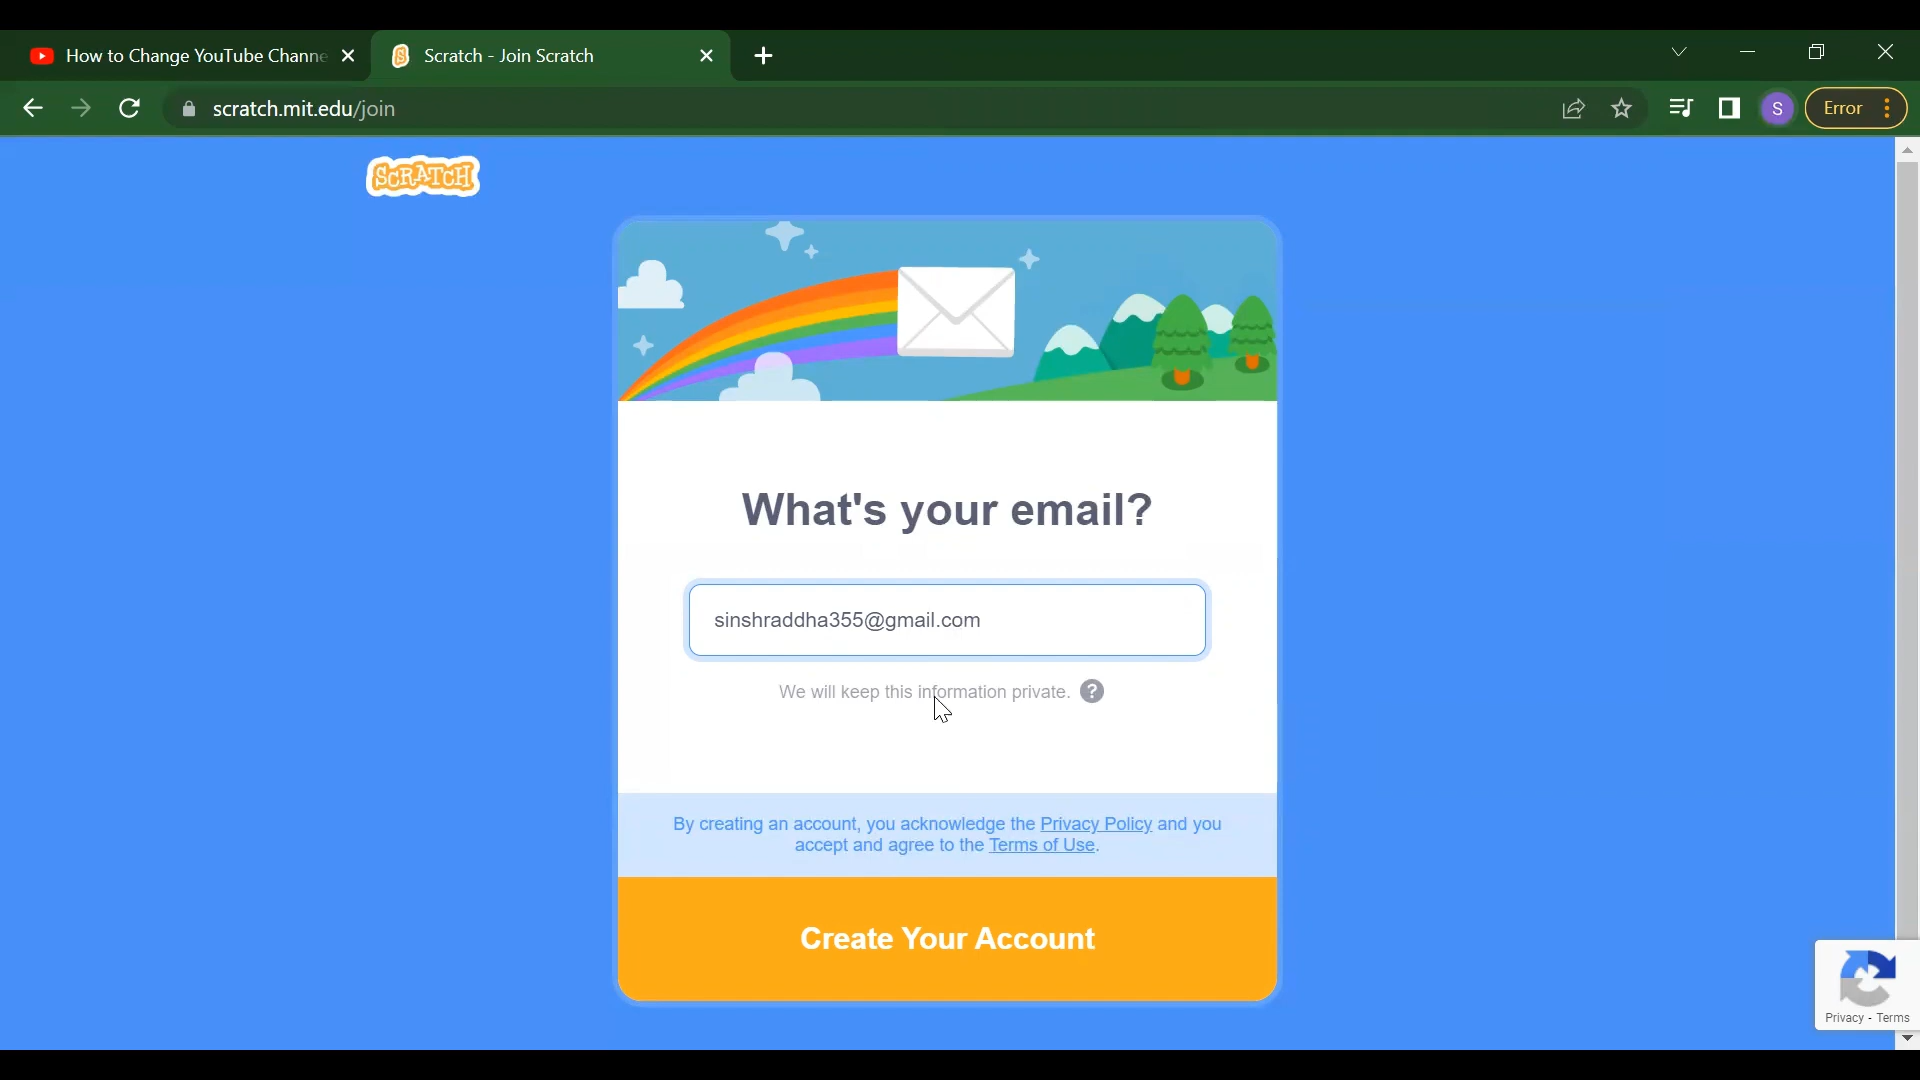 How to Change YouTube Channe
Scratch - Join Scratch
scratch.mit.edu/join
S
Error
SCRATCH
What's your email?
sinshraddha355@gmail.com
We will keep this information private. ?
By creating an account, you acknowledge the Privacy Policy and you
accept and agree to the Terms of Use.
Create Your Account
Privacy - Terms